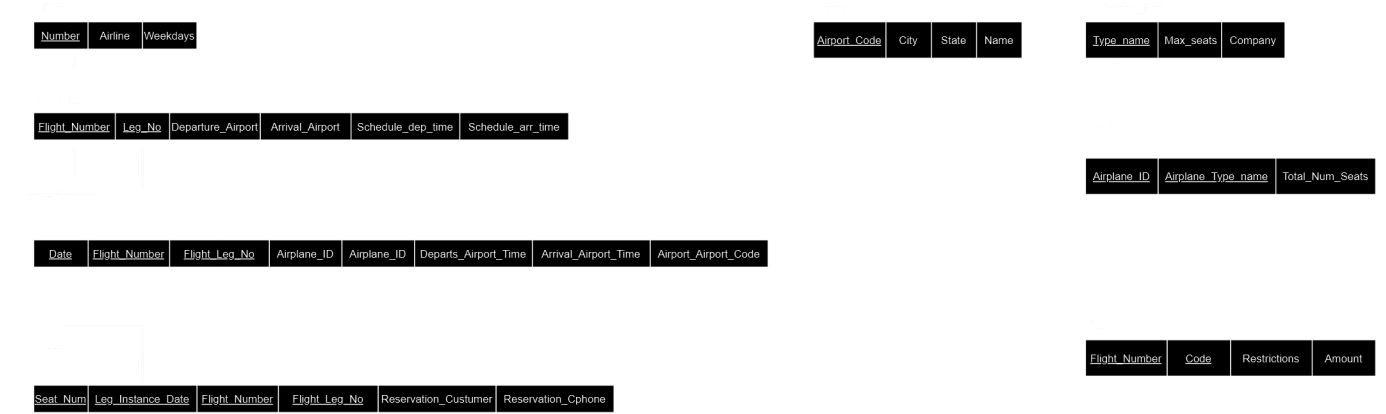 Number Airline Weekdays
Airport_Code City State Name
Type_name Max_seats Company
Flight_Number Leg_No Departure_Airport Arrival_Airport Schedule_dep_time Schedule_arr_time
Airplane_ID Airplane_Type_name Total_Num_Seats
Date Flight_Number Flight_Leg_No Airplane_ID Airplane_ID Departs_Airport_Time Arrival_Airport_Time Airport_Airport_Code
Flight_Number Code Restrictions Amount
Seat_Num Leg_Instance_Date Flight_Number Flight_Leg_No Reservation_Custumer Reservation_Cphone